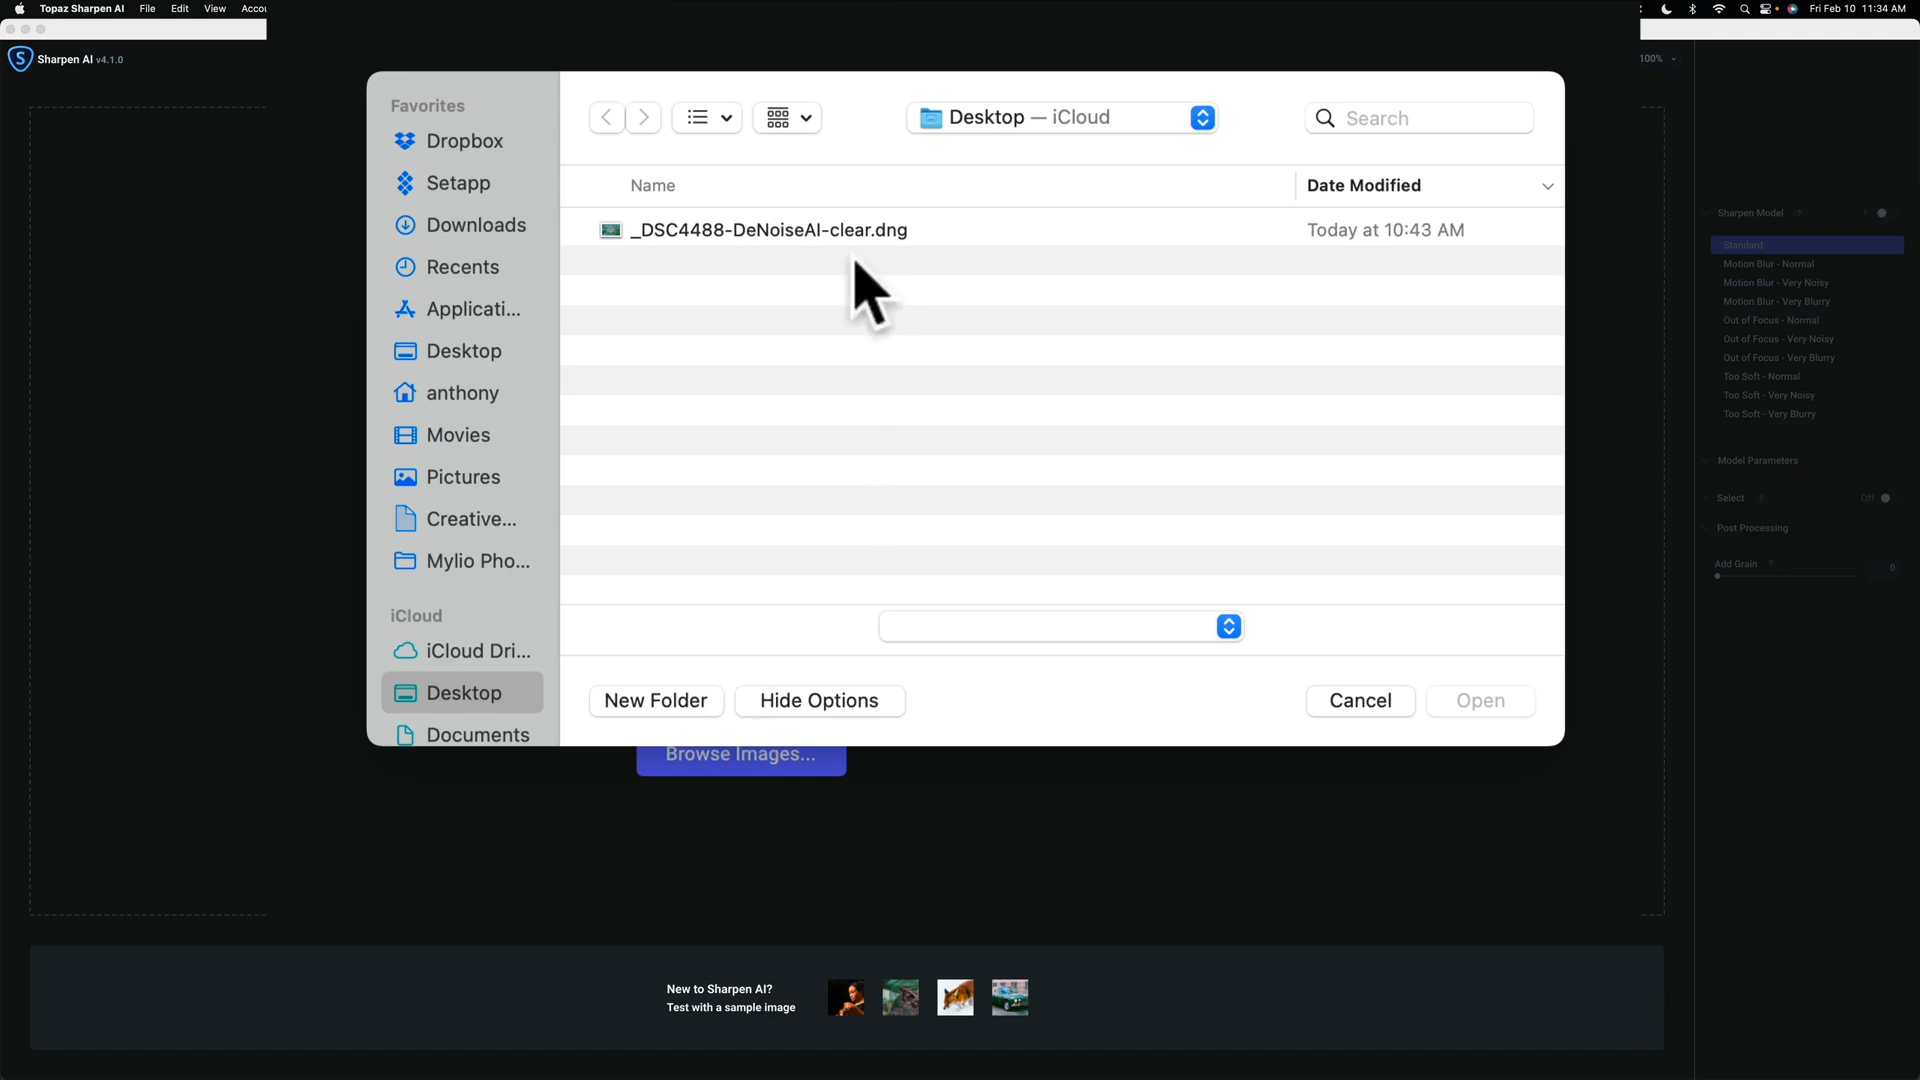 Topaz Sharpen AI File Edit View Accou
Fri Feb 10 11:34 AM
Sharpen AI v4.1.0
100%
Favorites
Dropbox
Setapp
Downloads
Recents
Applicati...
Desktop
anthony
Movies
Pictures
Creative...
Mylio Pho...
iCloud
iCloud Dri...
Desktop
Documents
Desktop — iCloud
Search
Name
Date Modified
_DSC4488-DeNoiseAI-clear.dng
Today at 10:43 AM
New Folder
Hide Options
Cancel
Open
Browse Images...
Sharpen Model ?
Standard
Motion Blur - Normal
Motion Blur - Very Noisy
Motion Blur - Very Blurry
Out of Focus - Normal
Out of Focus - Very Noisy
Out of Focus - Very Blurry
Too Soft - Normal
Too Soft - Very Noisy
Too Soft - Very Blurry
Model Parameters
Select ? Off
Post Processing
Add Grain ? 0
New to Sharpen AI?
Test with a sample image